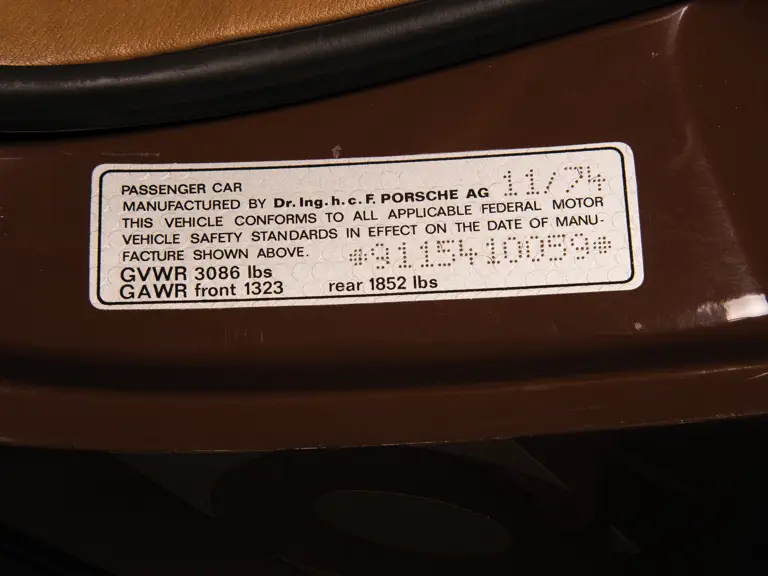 PASSENGER CAR
MANUFACTURED BY Dr. Ing. h. c. F. PORSCHE AG 11/74
THIS VEHICLE CONFORMS TO ALL APPLICABLE FEDERAL MOTOR
VEHICLE SAFETY STANDARDS IN EFFECT ON THE DATE OF MANU-
FACTURE SHOWN ABOVE. *9115410059*
GVWR 3086 lbs
GAWR front 1323 rear 1852 lbs